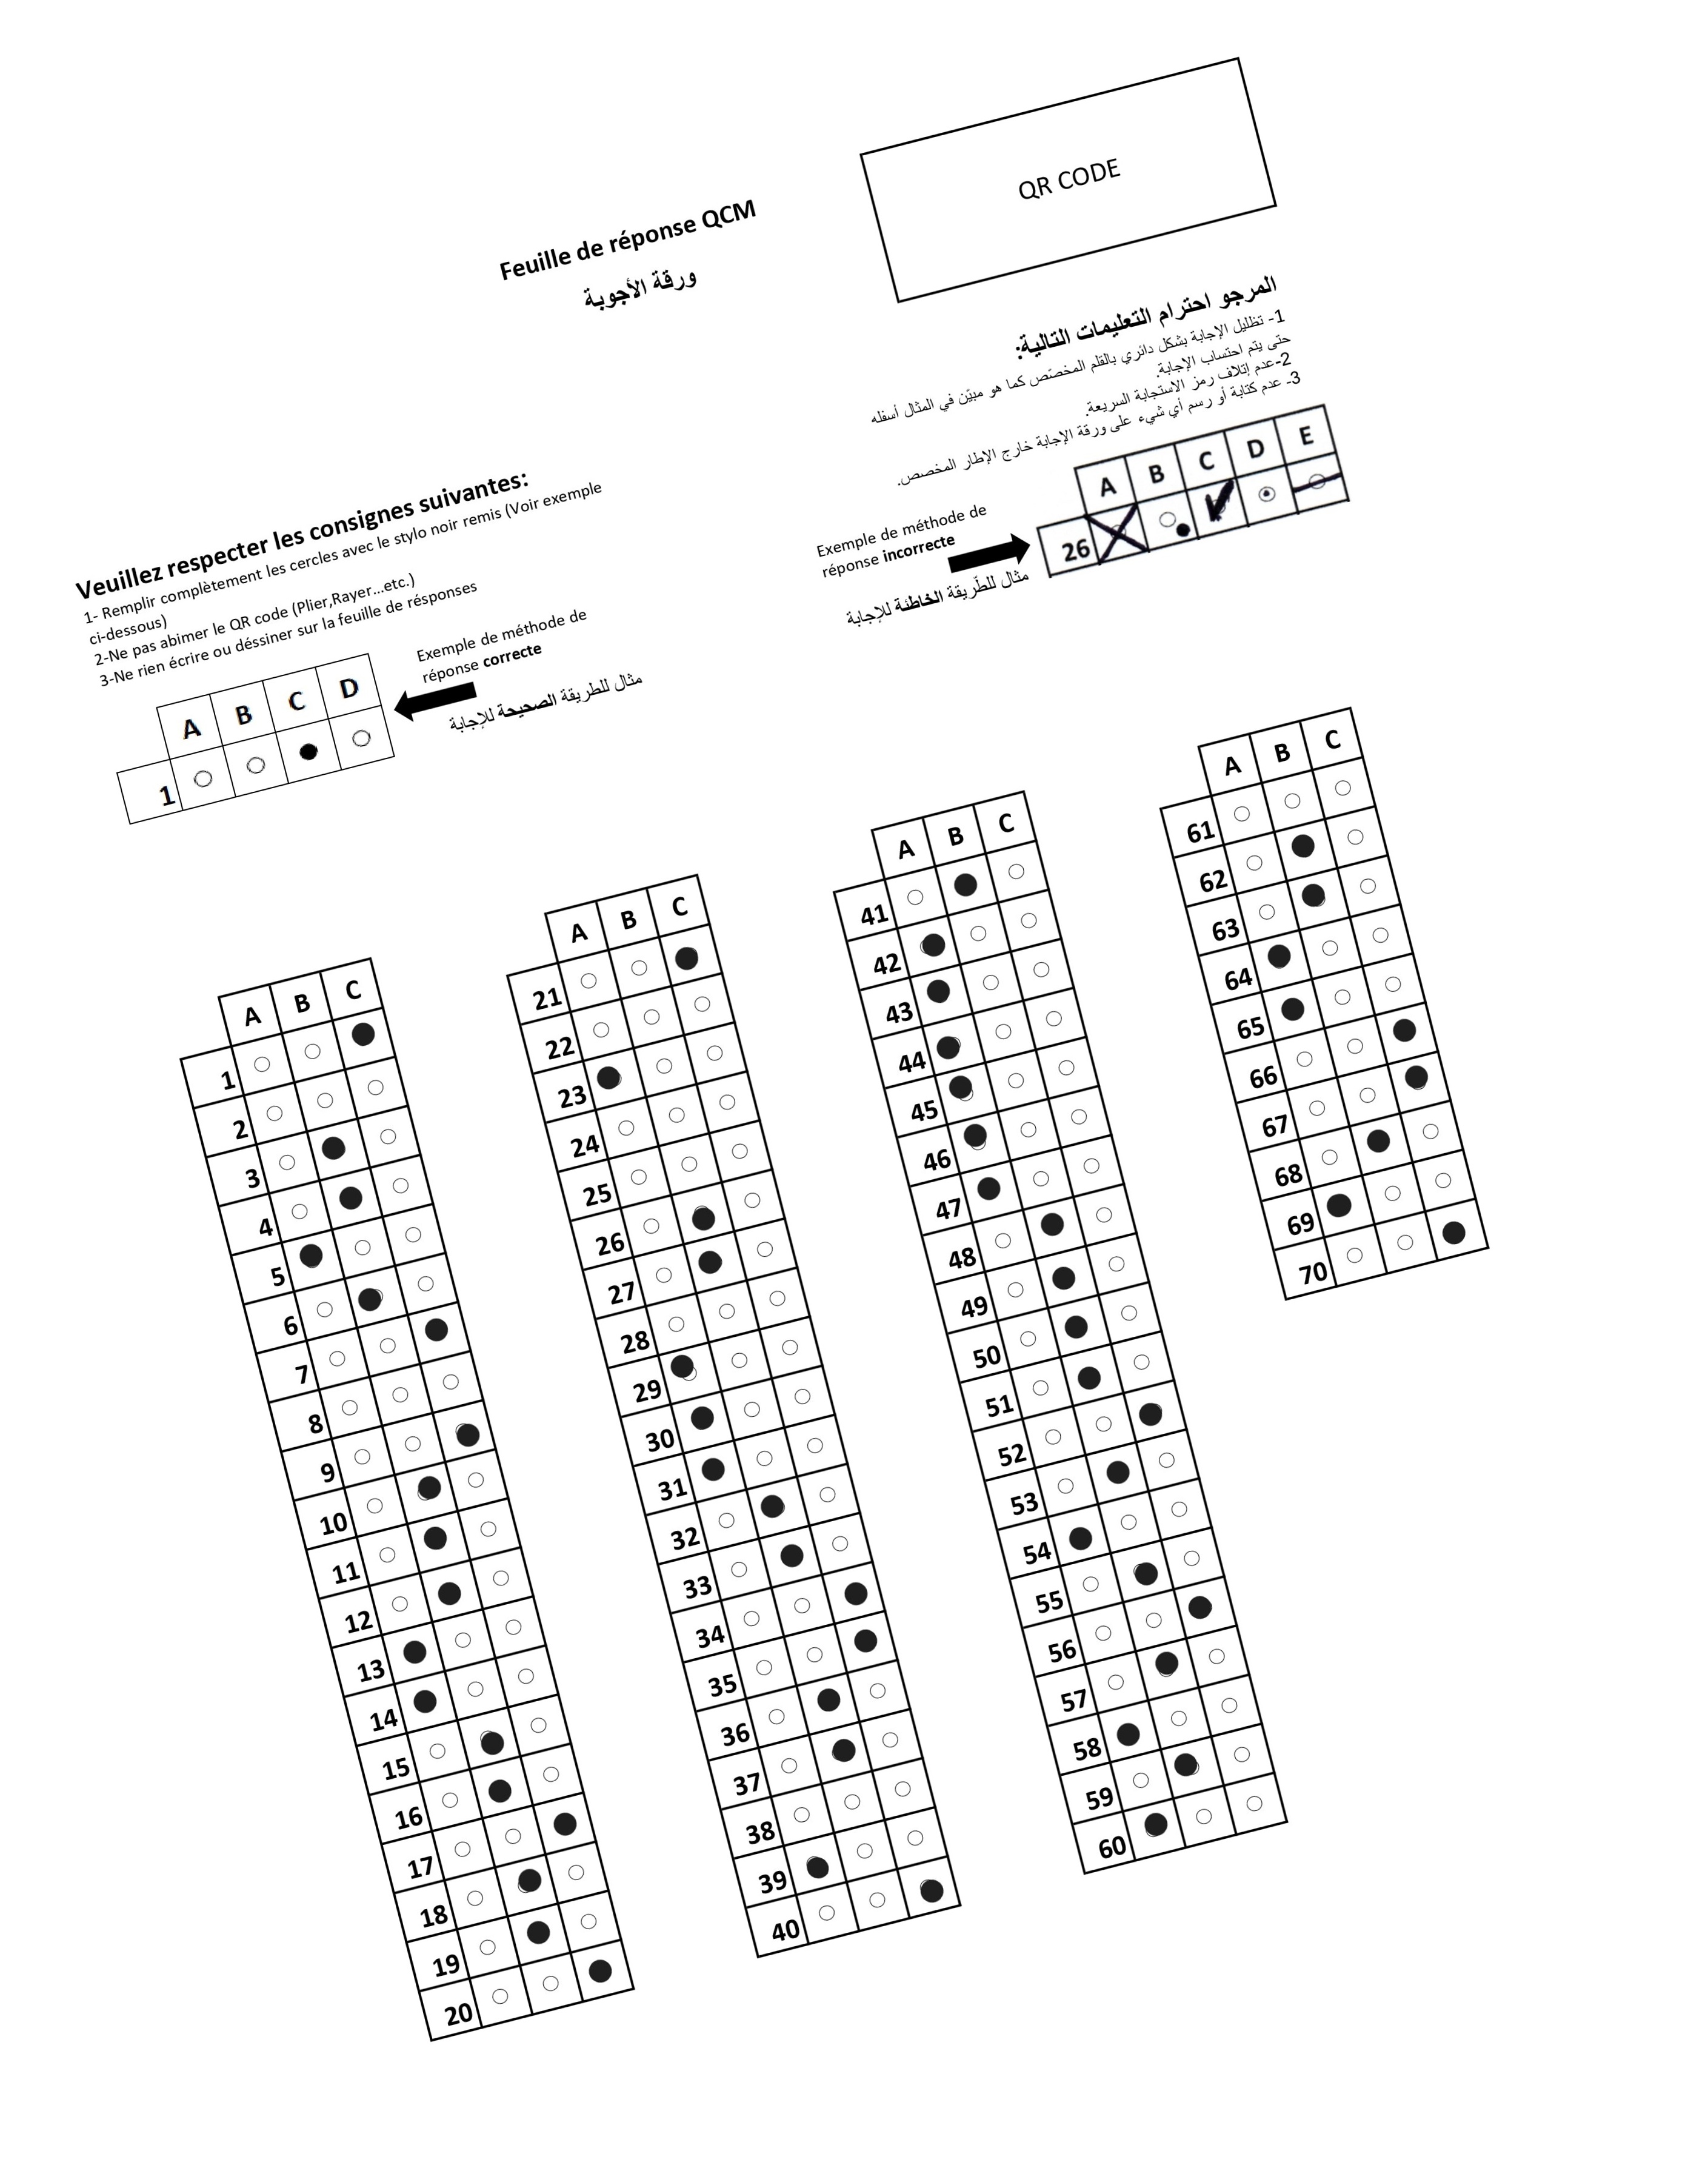 QR CODE
Feuille de réponse QCM
ورقة الأجوبة
المرجو احترام التعليمات التالية:
1- تظليل الإجابة بشكل دائري بالقلم المخصّص كما هو مبيّن في المثال أسفله
حتى يتم احتساب الإجابة.
2-عدم إتلاف رمز الاستجابة السريعة.
3- عدم كتابة أو رسم أي شيء على ورقة الإجابة خارج الإطار المخصص.
A B C D E
26
Exemple de méthode de
réponse incorrecte
مثال للطّريقة الخاطئة للإجابة
Veuillez respecter les consignes suivantes:
1- Remplir complètement les cercles avec le stylo noir remis (Voir exemple
ci-dessous)
2-Ne pas abimer le QR code (Plier,Rayer...etc.)
3-Ne rien écrire ou déssiner sur la feuille de résponses
A B C D
1
Exemple de méthode de
réponse correcte
مثال للطريقة الصحيحة للإجابة
A B C
1
2
3
4
5
6
7
8
9
10
11
12
13
14
15
16
17
18
19
20
A B C
21
22
23
24
25
26
27
28
29
30
31
32
33
34
35
36
37
38
39
40
A B C
41
42
43
44
45
46
47
48
49
50
51
52
53
54
55
56
57
58
59
60
A B C
61
62
63
64
65
66
67
68
69
70